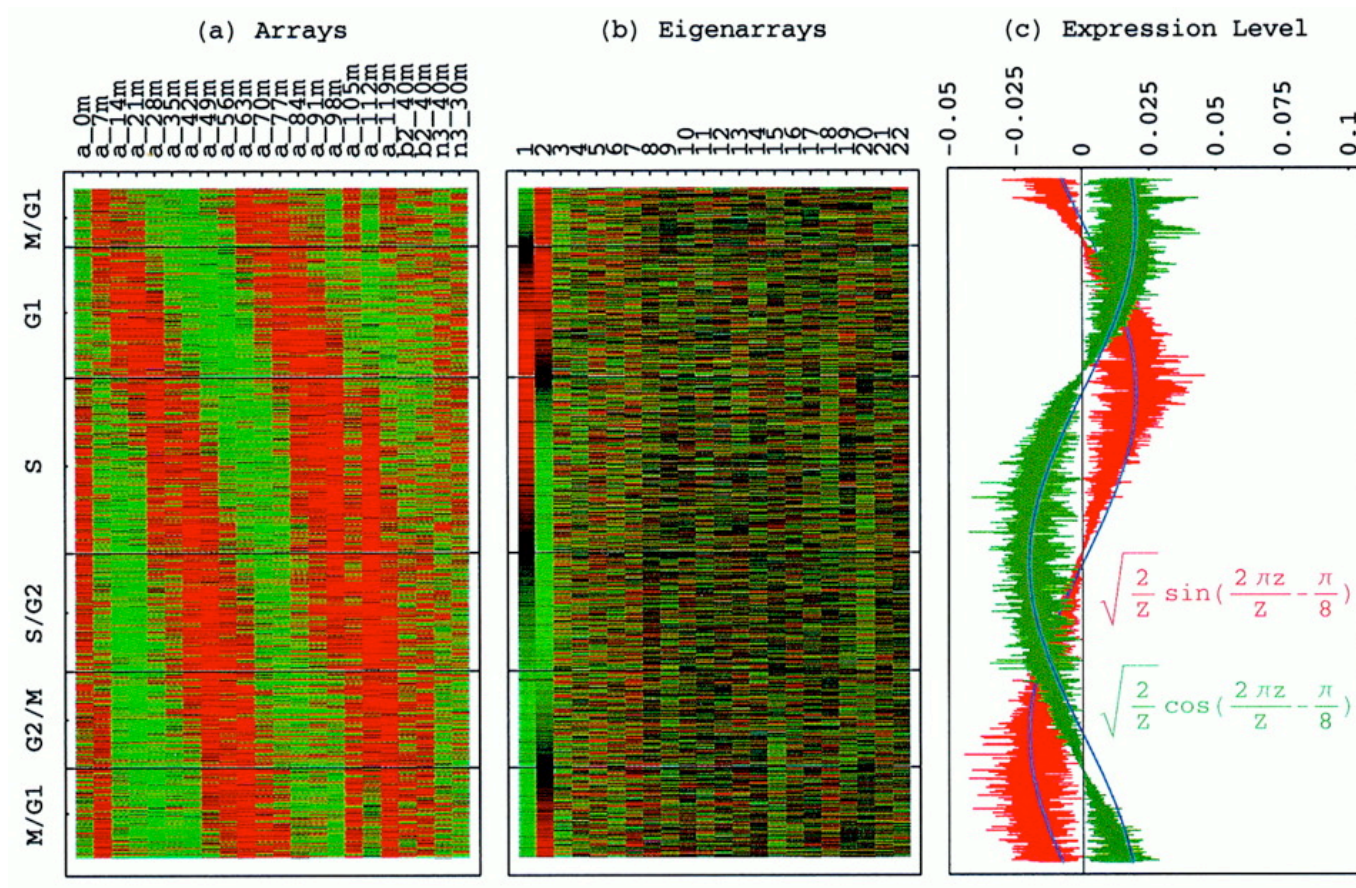 (a) Arrays
(b) Eigenarrays
(c) Expression Level
a_0m
a_7m
a_14m
a_21m
a_28m
a_35m
a_42m
a_49m
a_56m
a_63m
a_70m
a_77m
a_84m
a_91m
a_98m
a_105m
a_112m
a_119m
b2_40m
b2_40m
n3_40m
n3_30m
1
2
3
4
5
6
7
8
9
10
11
12
13
14
15
16
17
18
19
20
21
22
-0.05
-0.025
0
0.025
0.05
0.1
M/G1
G1
S
S/G2
G2/M
M/G1
√(2/Z) sin(2πz/Z - π/8)
√(2/Z) cos(2πz/Z - π/8)